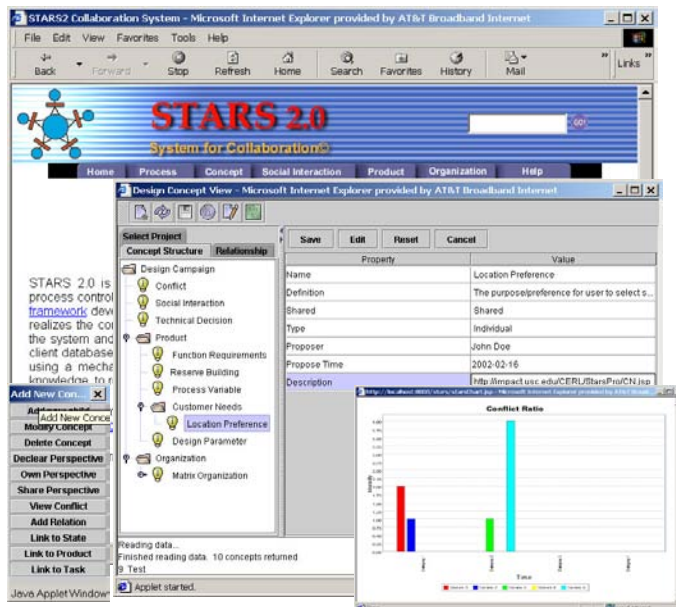 STARS2 Collaboration System - Microsoft Internet Explorer provided by AT&T Broadband Internet
File Edit View Favorites Tools Help
Back Forward Stop Refresh Home Search Favorites History Mail » Links »
STARS 2.0
System for Collaboration
GO!
Home Process Concept Social Interaction Product Organization Help
Design Concept View - Microsoft Internet Explorer provided by AT&T Broadband Internet
Select Project
Concept Structure Relationship
Save Edit Reset Cancel
Property Value
Design Campaign
Conflict
Social Interaction
Technical Decision
Product
Function Requirements
Reserve Building
Process Variable
Customer Needs
Location Preference
Design Parameter
Organization
Matrix Organization
Name Location Preference
Definition The purpose/preference for user to select s...
Shared Shared
Type Individual
Proposer John Doe
Propose Time 2002-02-16
Description http://impact.usc.edu/CERL/StarsPro/CN.jsp
STARS 2.0 is
process control
framework deve
realizes the con
the system and
client database
using a mecha
knowledge to r
Add New Con...
Add New Conce
Modify Concept
Delete Concept
Declear Perspective
Own Perspective
Share Perspective
View Conflict
Add Relation
Link to State
Link to Product
Link to Task
Java Applet Window
Reading data...
Finished reading data. 10 concepts returned
9 Test
Applet started.
Conflict Ratio
Time